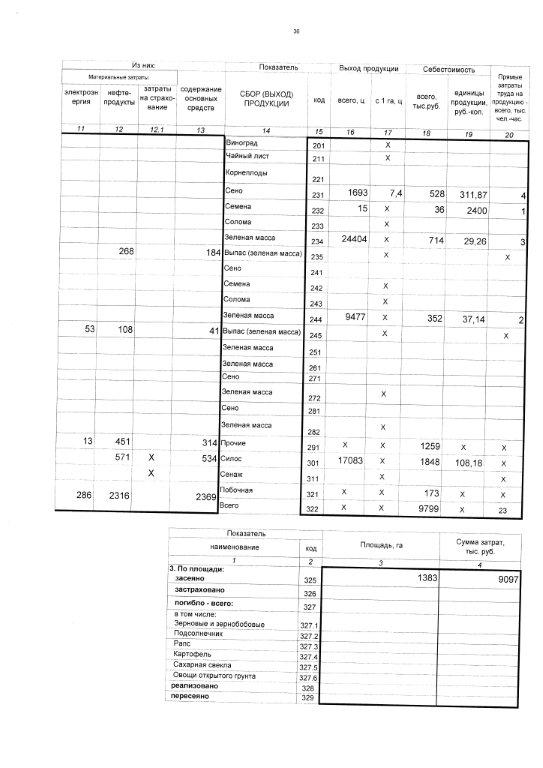 36
Из них: Показатель Выход продукции Себестоимость Прямые затраты труда на продукцию - всего, тыс. чел.-час.
Материальные затраты
электроэнергия нефтепродукты затраты на страхование содержание основных средств СБОР (ВЫХОД) ПРОДУКЦИИ код всего, ц с 1 га, ц всего, тыс.руб. единицы продукции, руб.-коп.
11 12 12.1 13 14 15 16 17 18 19 20
Виноград 201 X
Чайный лист 211 X
Корнеплоды 221
Сено 231 1693 7,4 528 311,87 4
Семена 232 15 X 36 2400 1
Солома 233 X
Зеленая масса 234 24404 X 714 29,26 3
268 184 Выпас (зеленая масса) 235 X X
Сено 241
Семена 242 X
Солома 243 X
Зеленая масса 244 9477 X 352 37,14 2
53 108 41 Выпас (зеленая масса) 245 X X
Зеленая масса 251
Зеленая масса 261
Сено 271
Зеленая масса 272 X
Сено 281
Зеленая масса 282 X
13 451 314 Прочие 291 X X 1259 X X
571 X 534 Силос 301 17083 X 1848 108,18 X
X Сенаж 311 X X
286 2316 2369 Побочная 321 X X 173 X X
Всего 322 X X 9799 X 23
Показатель Площадь, га Сумма затрат, тыс. руб.
наименование код
1 2 3 4
3. По площади:
засеяно 325 1383 9097
застраховано 326
погибло - всего: 327
в том числе:
Зерновые и зернобобовые 327.1
Подсолнечник 327.2
Рапс 327.3
Картофель 327.4
Сахарная свекла 327.5
Овощи открытого грунта 327.6
реализовано 328
пересеяно 329